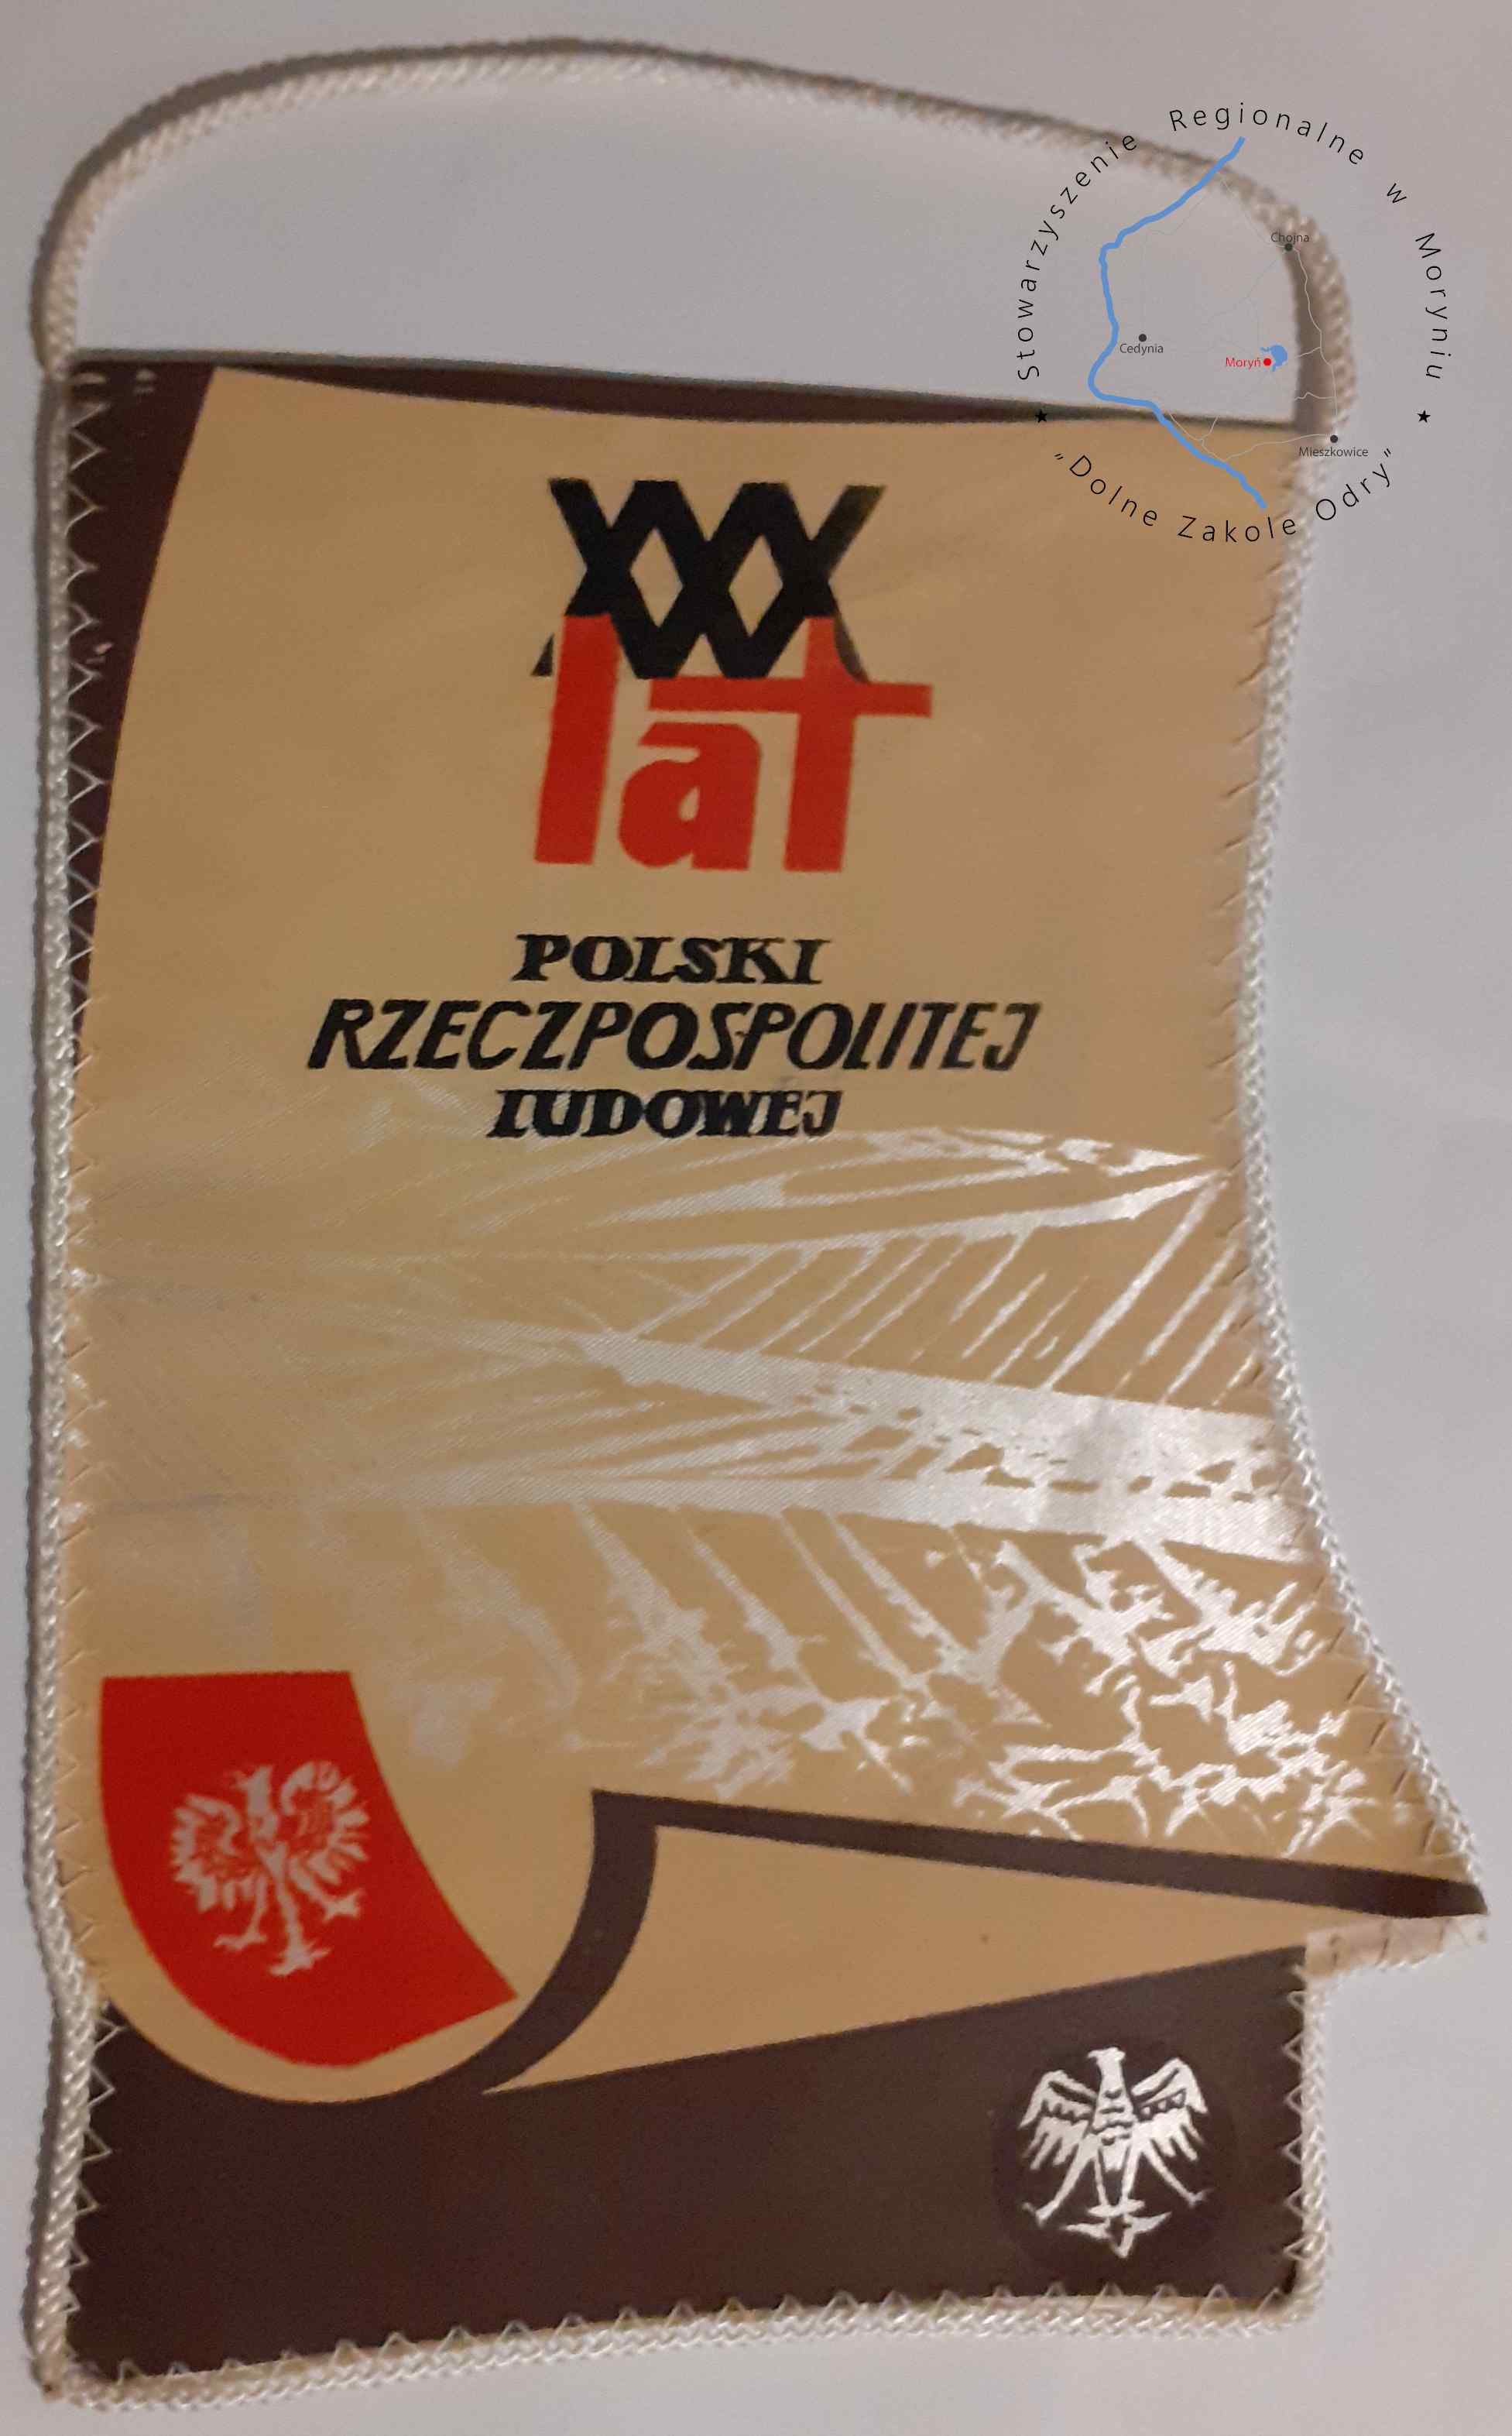 Stowarzyszenie Regionalne w Moryniu
Chojna
Cedynia
Moryń
Mieszkowice
★ „Dolne Zakole Odry” ★
XXX
lat
POLSKI
RZECZPOSPOLITEJ
LUDOWEJ